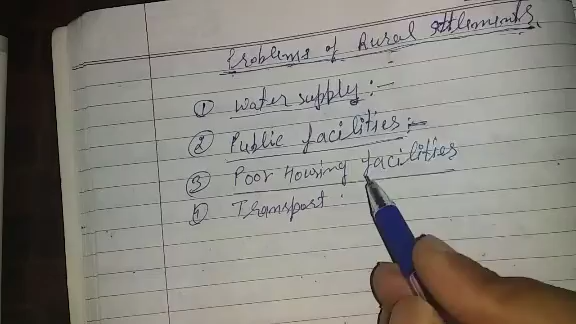 Problems of Rural settlements
① water supply :-
② Public facilities :-
③ Poor Housing facilities
④ Transport